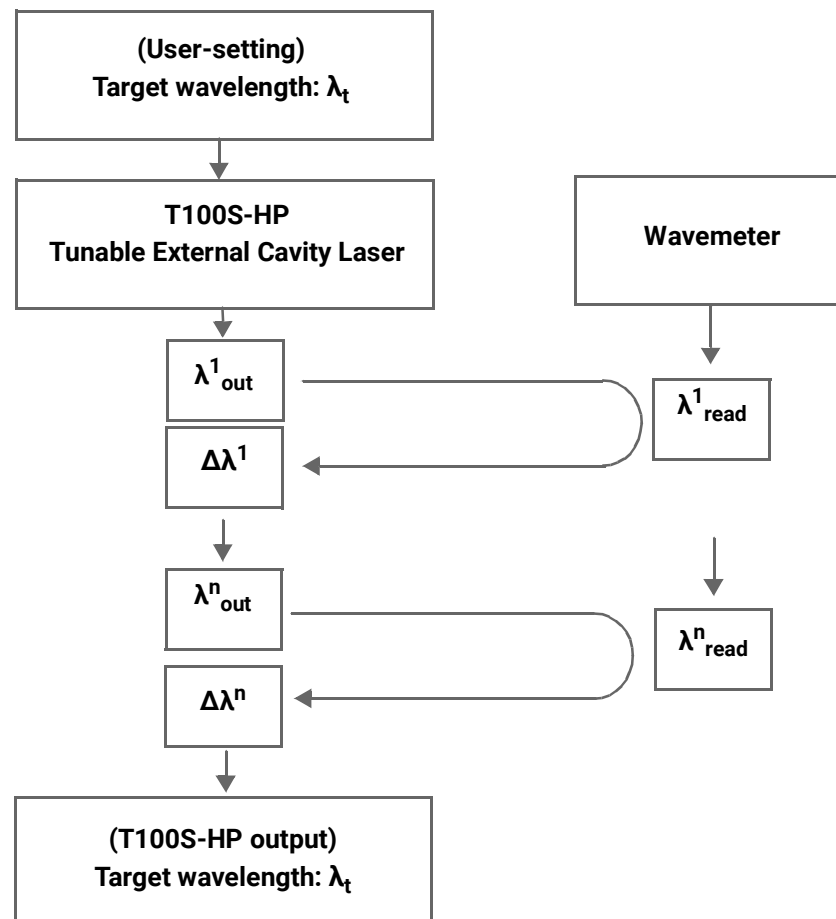 (User-setting)
Target wavelength: λt
T100S-HP
Tunable External Cavity Laser
Wavemeter
λ1out
λ1read
Δλ1
λnout
λnread
Δλn
(T100S-HP output)
Target wavelength: λt